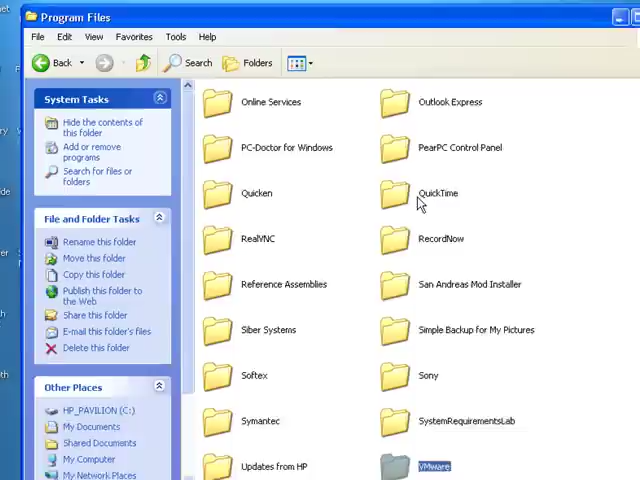 Program Files
File Edit View Favorites Tools Help
Back Search Folders
System Tasks
Hide the contents of
this folder
Add or remove
programs
Search for files or
folders
File and Folder Tasks
Rename this folder
Move this folder
Copy this folder
Publish this folder to
the Web
Share this folder
E-mail this folder's files
Delete this folder
Other Places
HP_PAVILION (C:)
My Documents
Shared Documents
My Computer
My Network Places
Online Services Outlook Express
PC-Doctor for Windows PearPC Control Panel
Quicken QuickTime
RealVNC RecordNow
Reference Assemblies San Andreas Mod Installer
Siber Systems Simple Backup for My Pictures
Softex Sony
Symantec SystemRequirementsLab
Updates from HP VMware